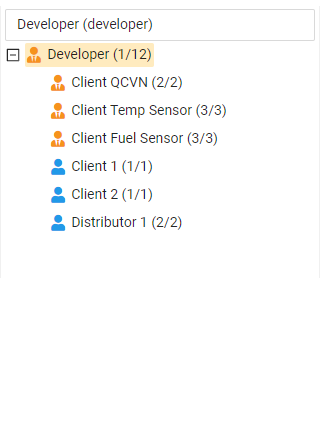 Developer (developer)
Developer (1/12)
Client QCVN (2/2)
Client Temp Sensor (3/3)
Client Fuel Sensor (3/3)
Client 1 (1/1)
Client 2 (1/1)
Distributor 1 (2/2)